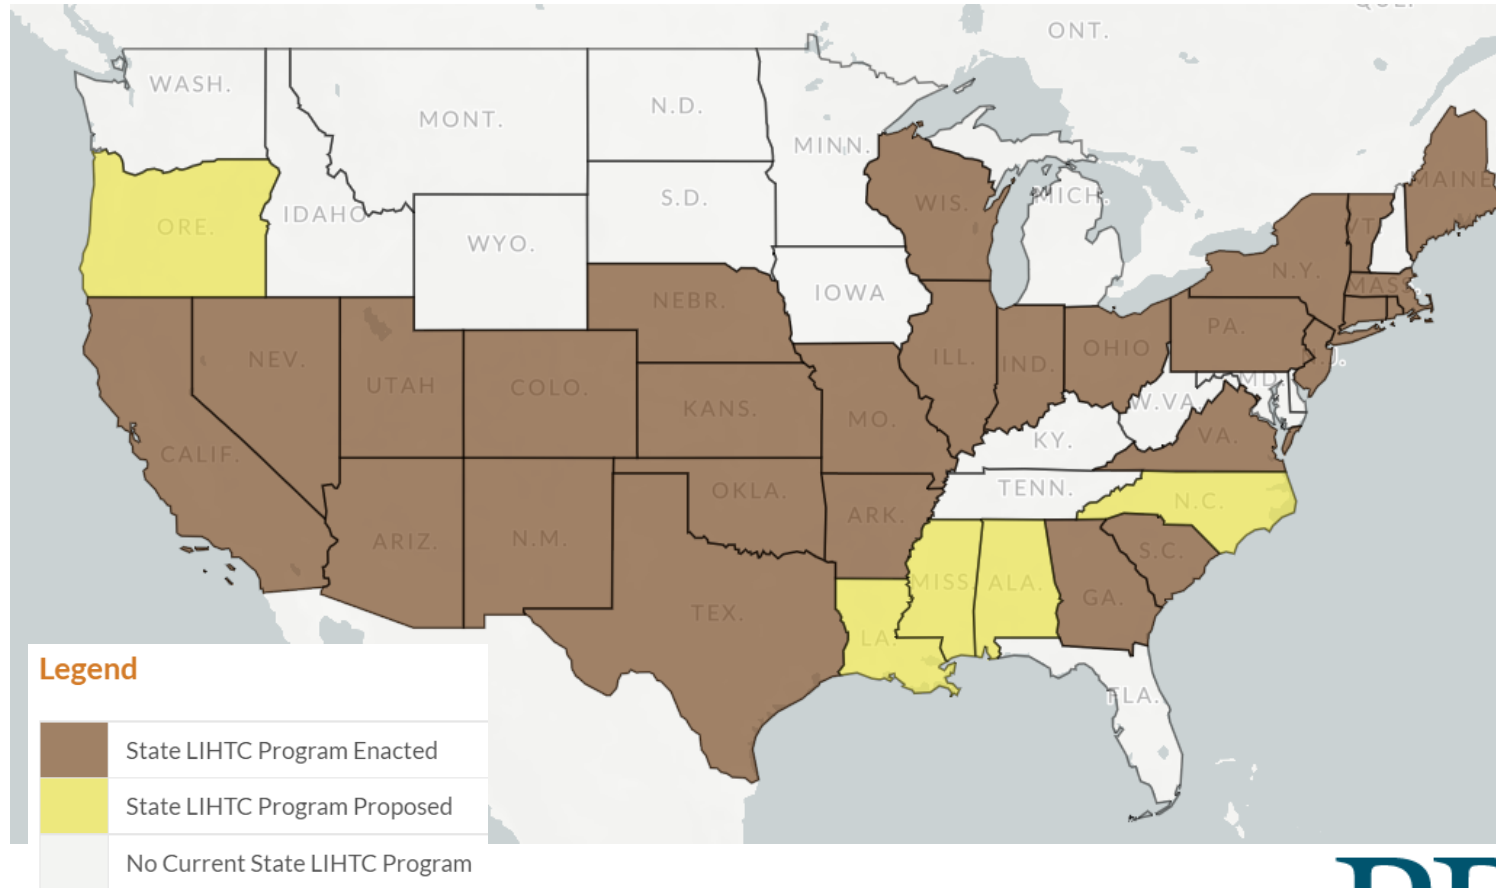 ONT.
WASH.
MONT.
N.D.
MINN.
ORE.
IDAHO
S.D.
WIS.
MICH.
MAINE
WYO.
VT.
N.Y.
IOWA
NEBR.
MASS.
PA.
NEV.
UTAH
COLO.
ILL.
IND.
OHIO
KANS.
MO.
MD.
W.VA.
CALIF.
KY.
VA.
OKLA.
TENN.
ARIZ.
N.M.
ARK.
N.C.
S.C.
TEX.
MISS.
ALA.
GA.
LA.
FLA.
Legend
State LIHTC Program Enacted
State LIHTC Program Proposed
No Current State LIHTC Program